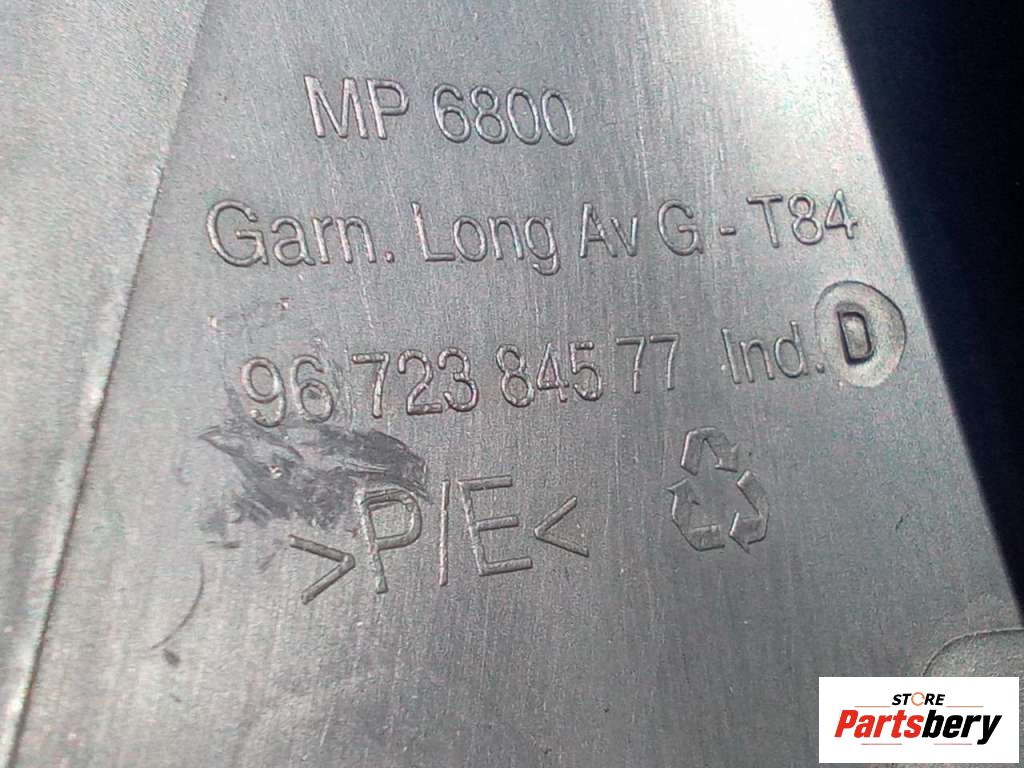 MP 6800
Garn. Long Av G - T84
96 723 845 77 Ind. D
>P/E<
STORE
Partsbery